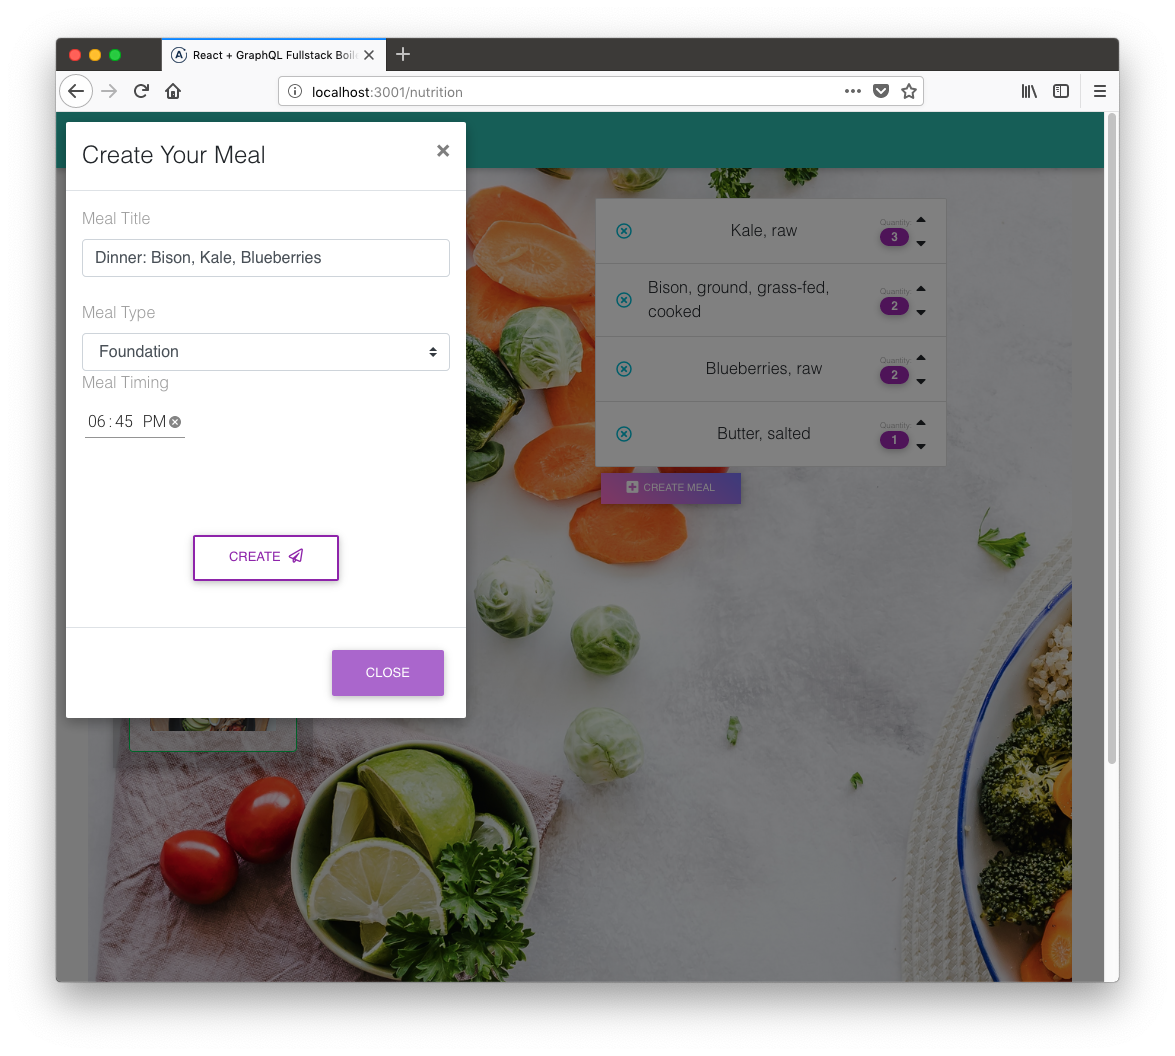 React + GraphQL Fullstack Boile
localhost:3001/nutrition
Create Your Meal
Meal Title
Dinner: Bison, Kale, Blueberries
Meal Type
Foundation
Meal Timing
06:45 PM
CREATE
CLOSE
Kale, raw
Quantity
3
Bison, ground, grass-fed,
cooked
Quantity
2
Blueberries, raw
Quantity
2
Butter, salted
Quantity
1
CREATE MEAL